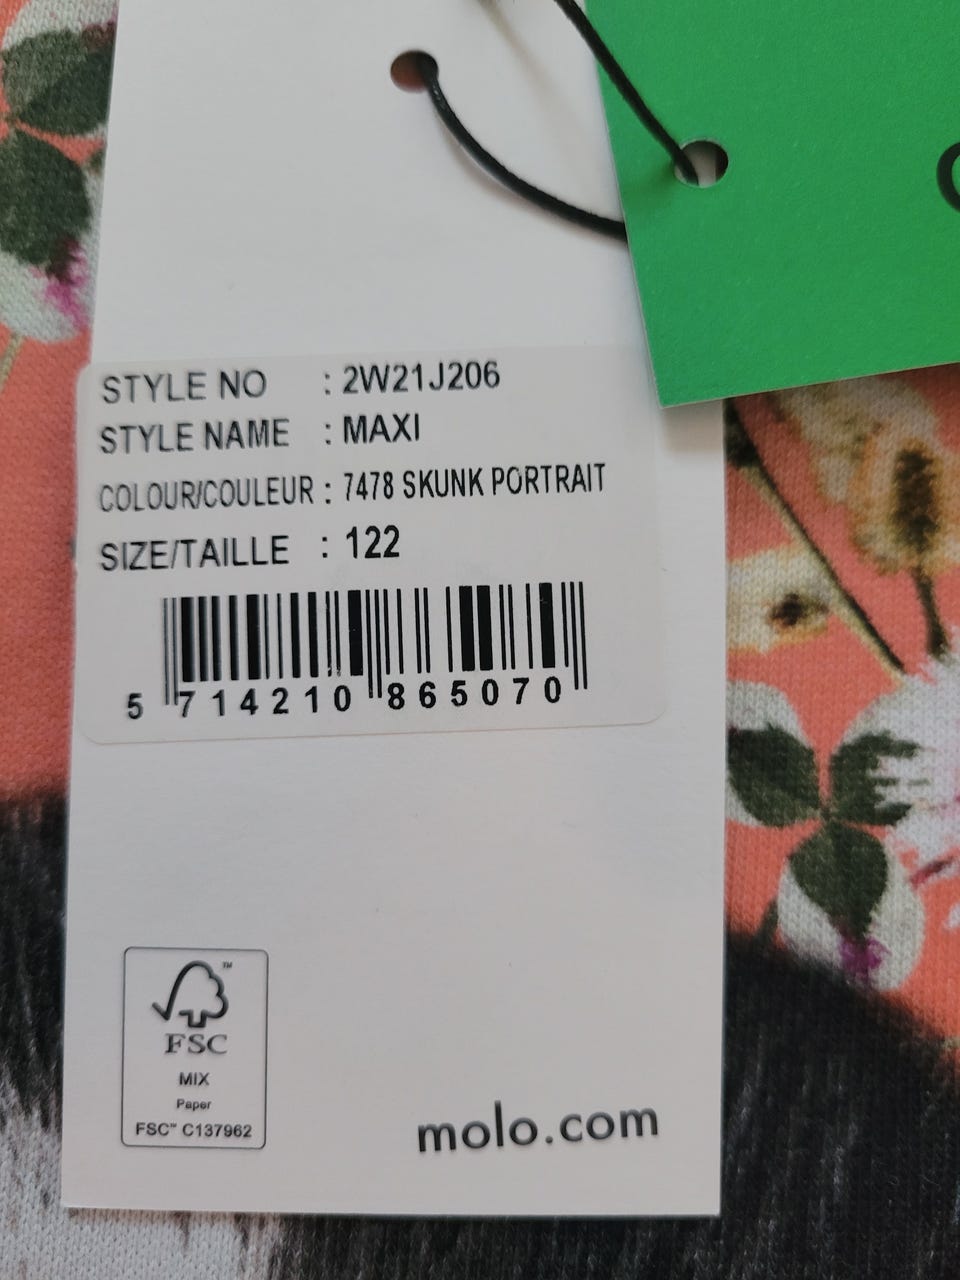 STYLE NO : 2W21J206
STYLE NAME : MAXI
COLOUR/COULEUR : 7478 SKUNK PORTRAIT
SIZE/TAILLE : 122
5 714210 865070
FSC
MIX
Paper
FSC™ C137962
molo.com